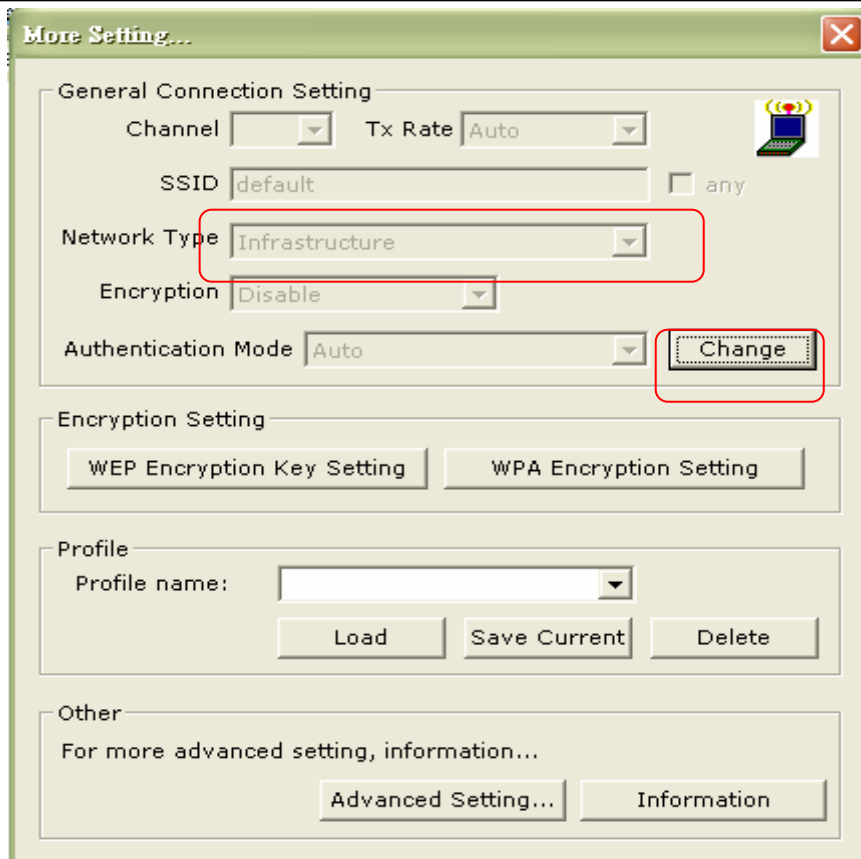 More Setting...
General Connection Setting
Channel Tx Rate Auto
SSID default any
Network Type Infrastructure
Encryption Disable
Authentication Mode Auto Change
Encryption Setting
WEP Encryption Key Setting WPA Encryption Setting
Profile
Profile name:
Load Save Current Delete
Other
For more advanced setting, information...
Advanced Setting... Information